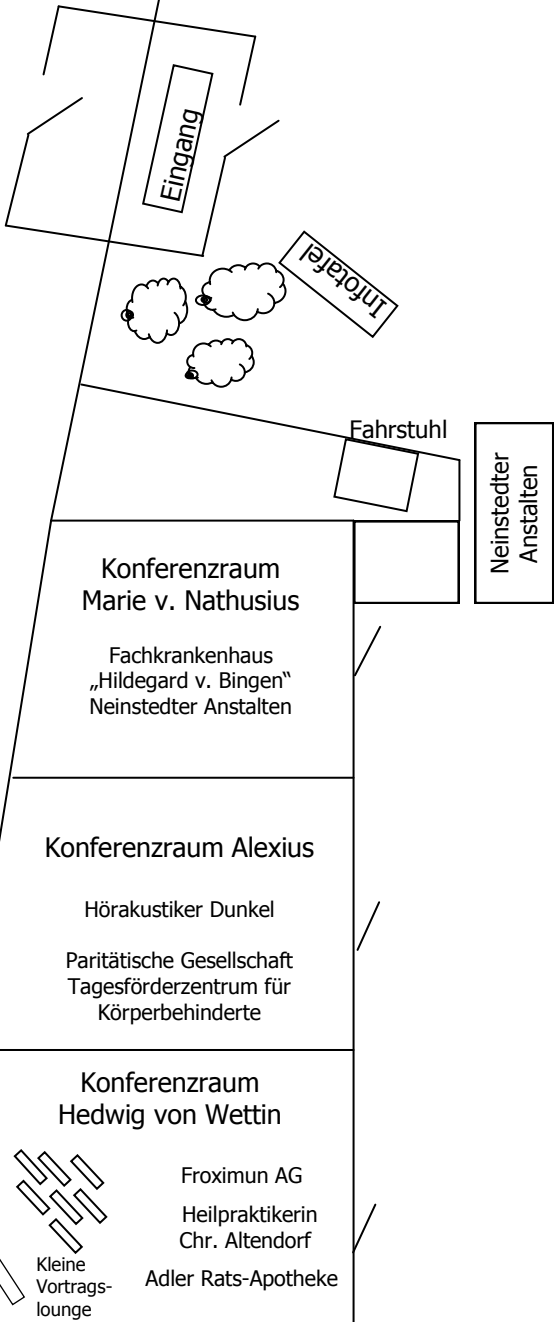 Eingang
Infotafel
Fahrstuhl
Neinstedter
Anstalten
Konferenzraum
Marie v. Nathusius
Fachkrankenhaus
„Hildegard v. Bingen“
Neinstedter Anstalten
Konferenzraum Alexius
Hörakustiker Dunkel
Paritätische Gesellschaft
Tagesförderzentrum für
Körperbehinderte
Konferenzraum
Hedwig von Wettin
Froximun AG
Heilpraktikerin
Chr. Altendorf
Adler Rats-Apotheke
Kleine
Vortrags-
lounge